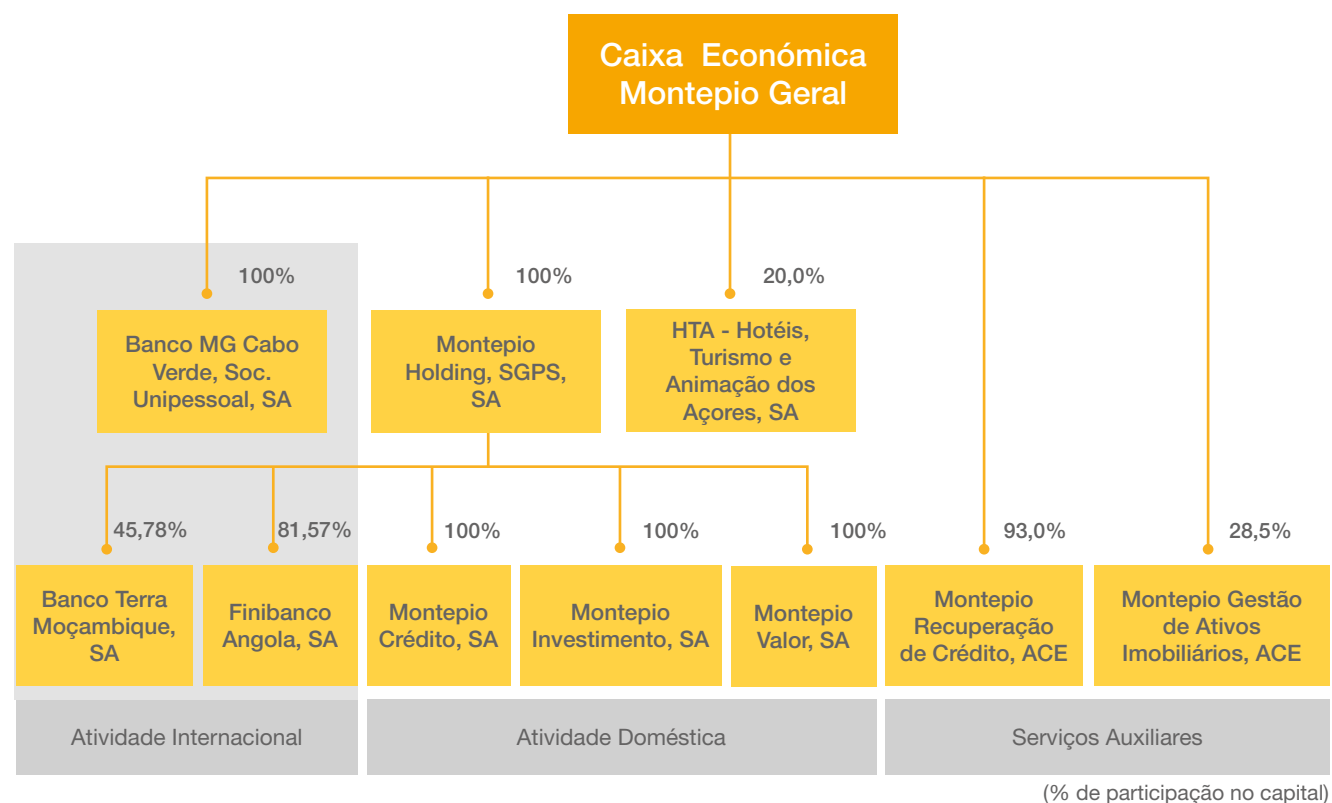 Caixa Económica
Montepio Geral
100%
100%
20,0%
Banco MG Cabo
Verde, Soc.
Unipessoal, SA
Montepio
Holding, SGPS,
SA
HTA - Hotéis,
Turismo e
Animação dos
Açores, SA
45,78%
81,57%
100%
100%
100%
93,0%
28,5%
Banco Terra
Moçambique,
SA
Finibanco
Angola, SA
Montepio
Crédito, SA
Montepio
Investimento, SA
Montepio
Valor, SA
Montepio
Recuperação
de Crédito, ACE
Montepio Gestão
de Ativos
Imobiliários, ACE
Atividade Internacional
Atividade Doméstica
Serviços Auxiliares
(% de participação no capital)